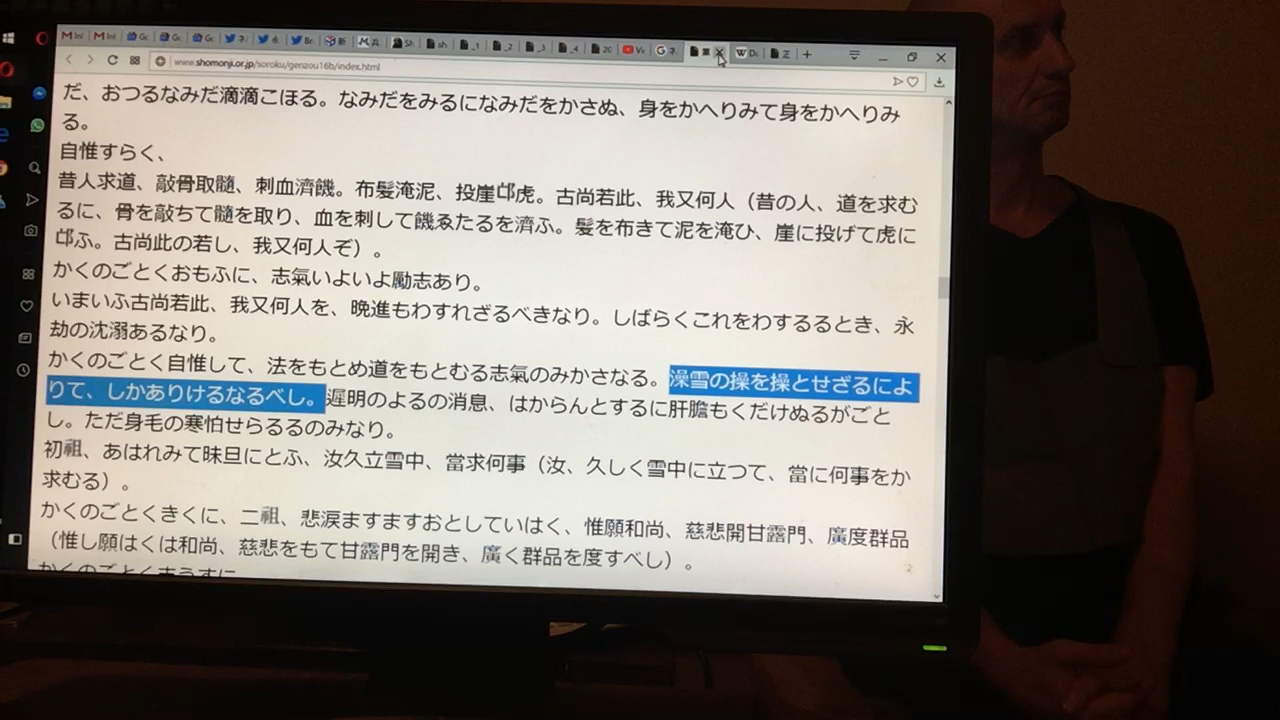 www.shomonji.or.jp/soroku/genzou16b/index.html
だ、おつるなみだ滴滴こほる。なみだをみるになみだをかさぬ、身をかへりみて身をかへりみ
る。
自惟すらく、
昔人求道、敲骨取髓、刺血濟饑。布髪淹泥、投崖飼虎。古尚若此、我又何人（昔の人、道を求む
るに、骨を敲ちて髓を取り、血を刺して饑ゑたるを濟ふ。髪を布きて泥を淹ひ、崖に投げて虎に
飼ふ。古尚此の若し、我又何人ぞ）。
かくのごとくおもふに、志氣いよいよ勵志あり。
いまいふ古尚若此、我又何人を、晩進もわすれざるべきなり。しばらくこれをわするるとき、永
劫の沈溺あるなり。
かくのごとく自惟して、法をもとめ道をもとむる志氣のみかさなる。澡雪の操を操とせざるによ
りて、しかありけるなるべし。遲明のよるの消息、はからんとするに肝膽もくだけぬるがごと
し。ただ身毛の寒怕せらるるのみなり。
初祖、あはれみて昧旦にとふ、汝久立雪中、當求何事（汝、久しく雪中に立つて、當に何事をか
求むる）。
かくのごとくきくに、二祖、悲涙ますますおとしていはく、惟願和尚、慈悲開甘露門、廣度群品
（惟し願はくは和尚、慈悲をもて甘露門を開き、廣く群品を度すべし）。
かくのごとく